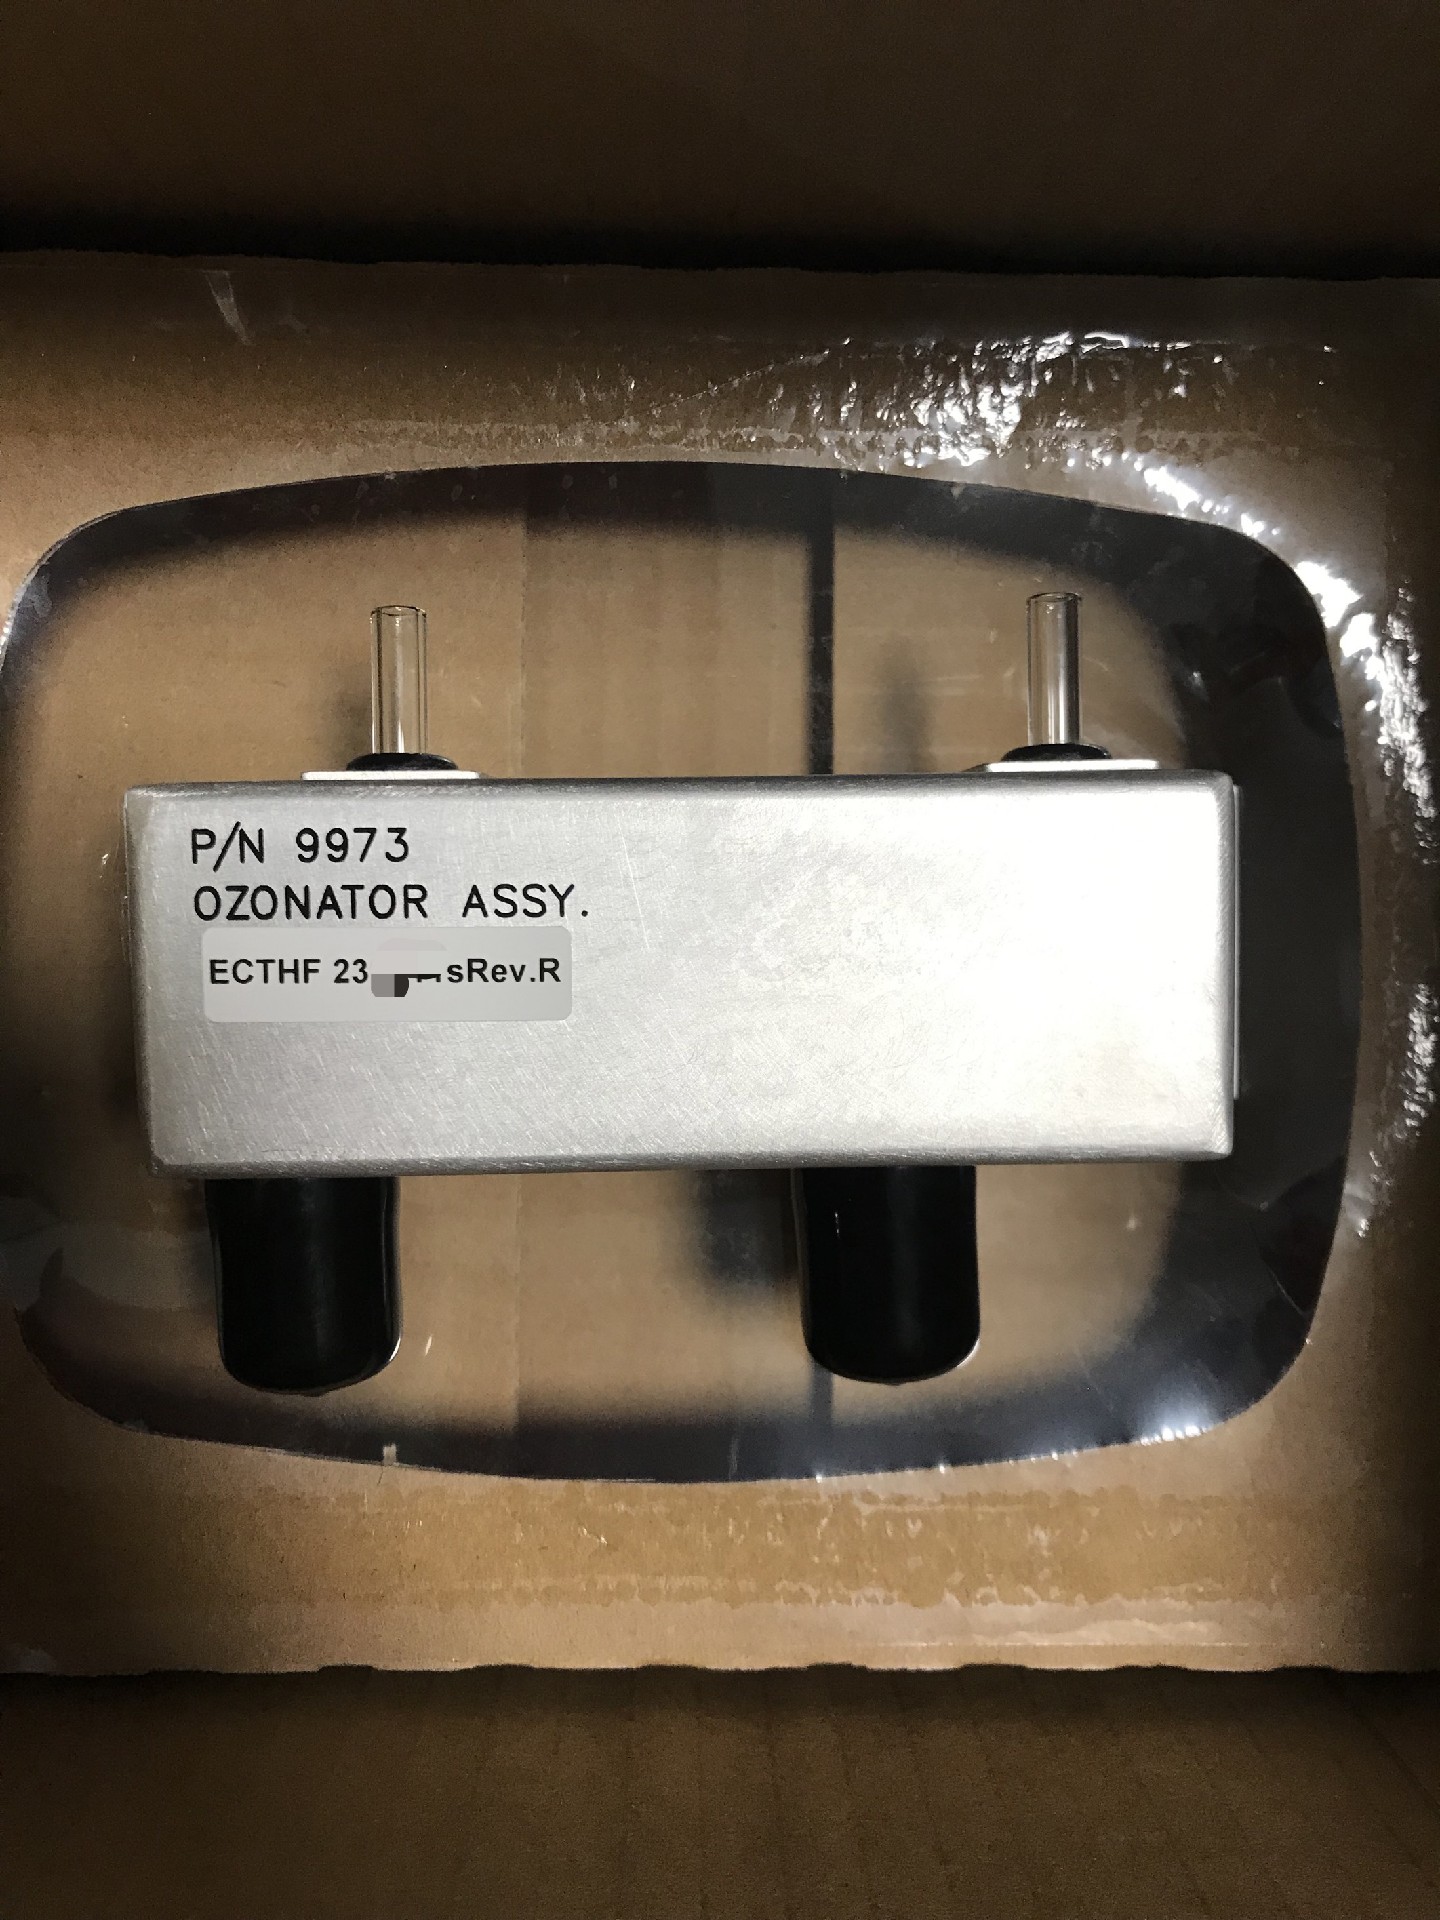 P/N 9973
OZONATOR ASSY.
ECTHF 23 sRev.R